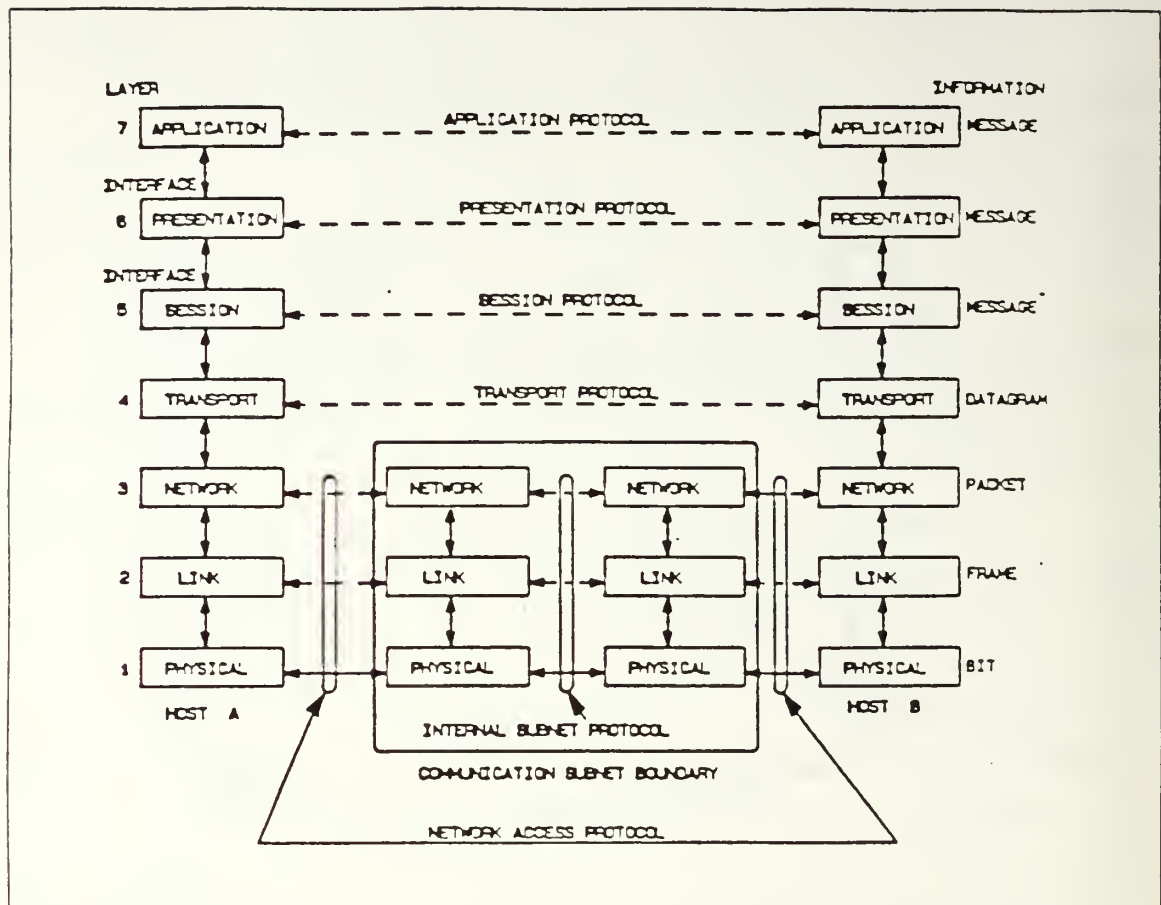 LAYER INFORMATION
7 APPLICATION APPLICATION PROTOCOL APPLICATION MESSAGE
INTERFACE
6 PRESENTATION PRESENTATION PROTOCOL PRESENTATION MESSAGE
INTERFACE
5 SESSION SESSION PROTOCOL SESSION MESSAGE
4 TRANSPORT TRANSPORT PROTOCOL TRANSPORT DATAGRAM
3 NETWORK NETWORK NETWORK NETWORK PACKET
2 LINK LINK LINK LINK FRAME
1 PHYSICAL PHYSICAL PHYSICAL PHYSICAL BIT
HOST A HOST B
INTERNAL SUBNET PROTOCOL
COMMUNICATION SUBNET BOUNDARY
NETWORK ACCESS PROTOCOL